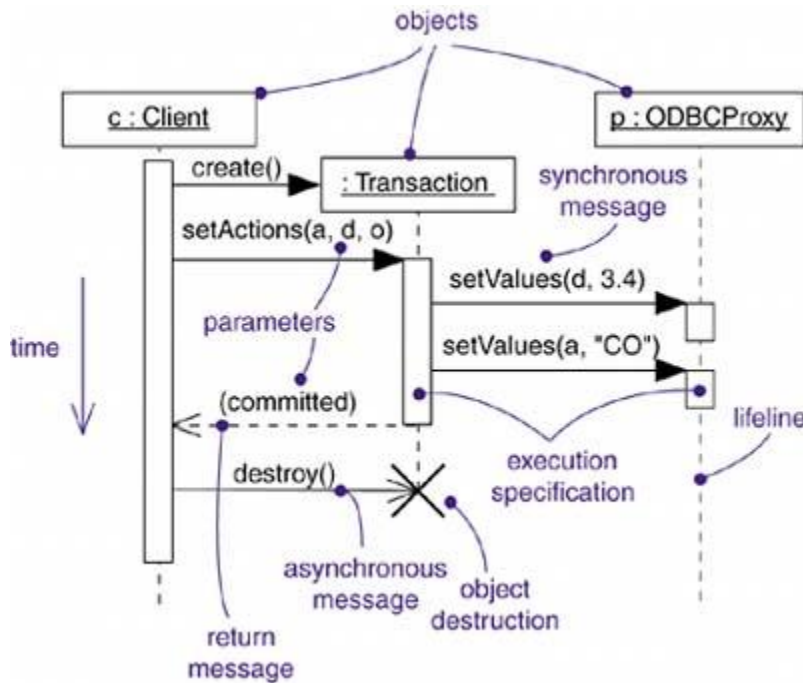 objects
c : Client
p : ODBCProxy
create()
: Transaction
synchronous
message
setActions(a, d, o)
setValues(d, 3.4)
parameters
time
setValues(a, "CO")
(committed)
lifeline
execution
specification
destroy()
asynchronous
message
object
destruction
return
message